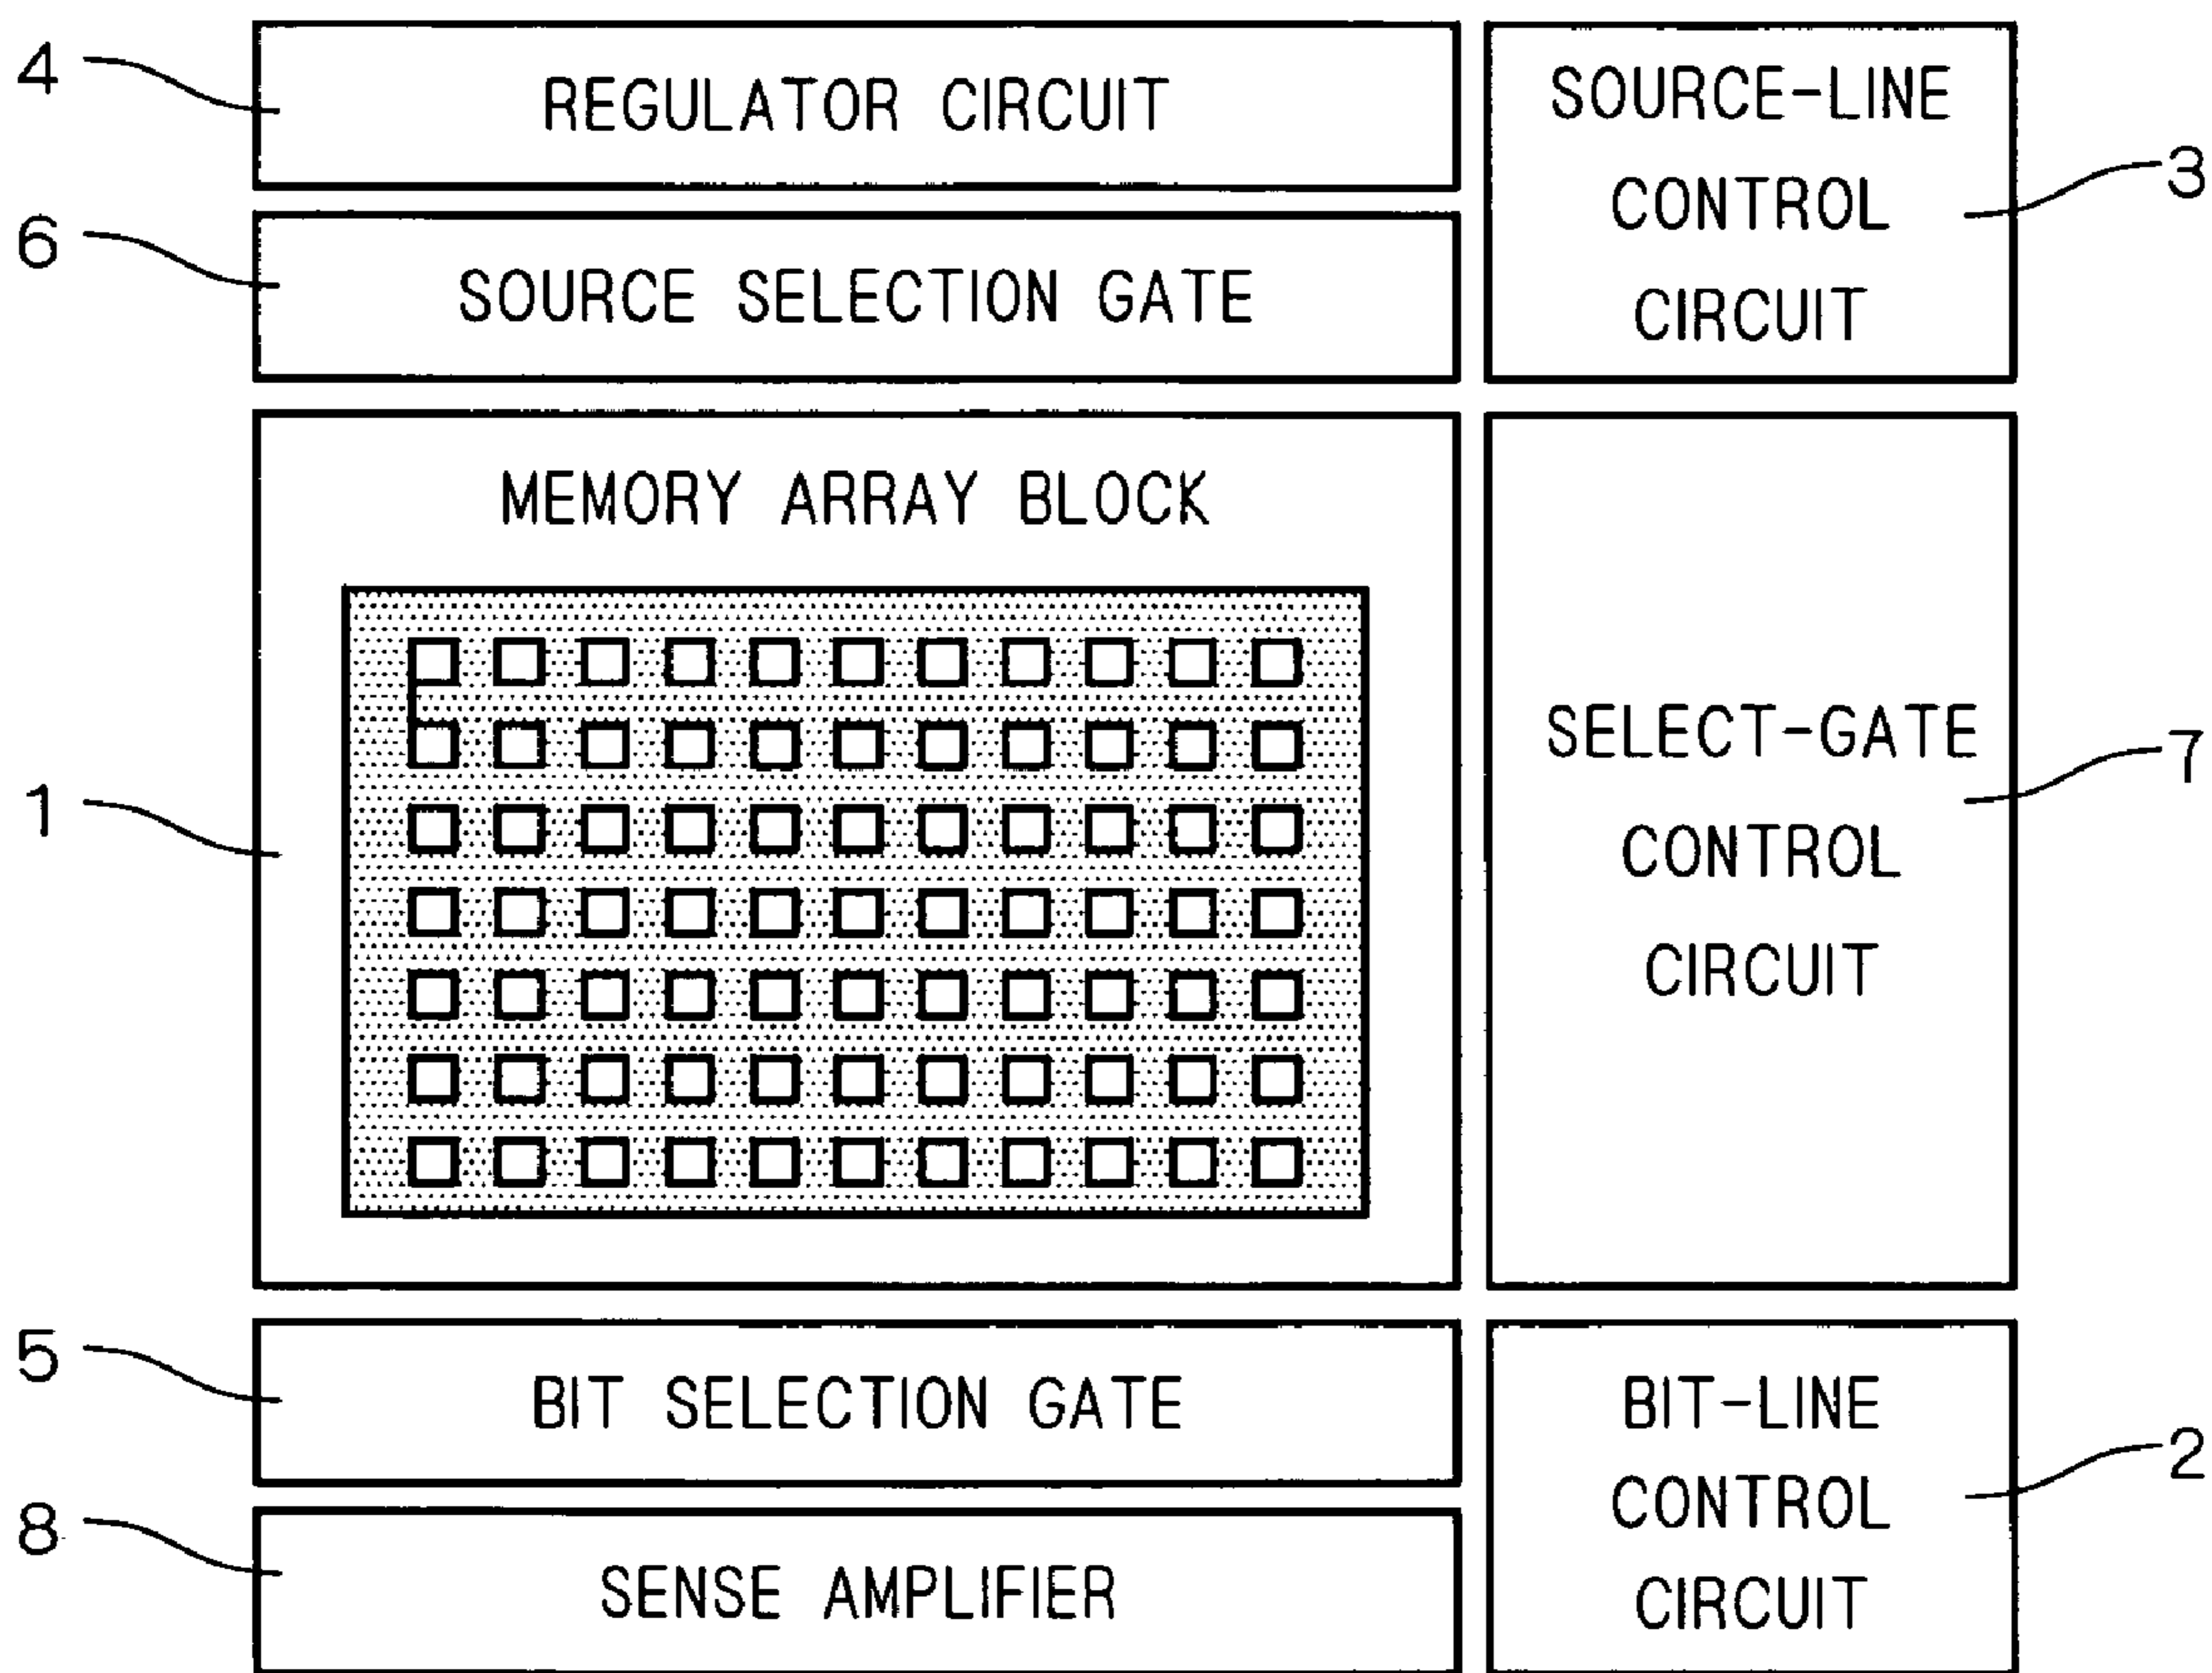 4
REGULATOR CIRCUIT
SOURCE-LINE
CONTROL
CIRCUIT
3
6
SOURCE SELECTION GATE
MEMORY ARRAY BLOCK
1
SELECT-GATE
CONTROL
CIRCUIT
7
5
BIT SELECTION GATE
BIT-LINE
CONTROL
CIRCUIT
2
8
SENSE AMPLIFIER